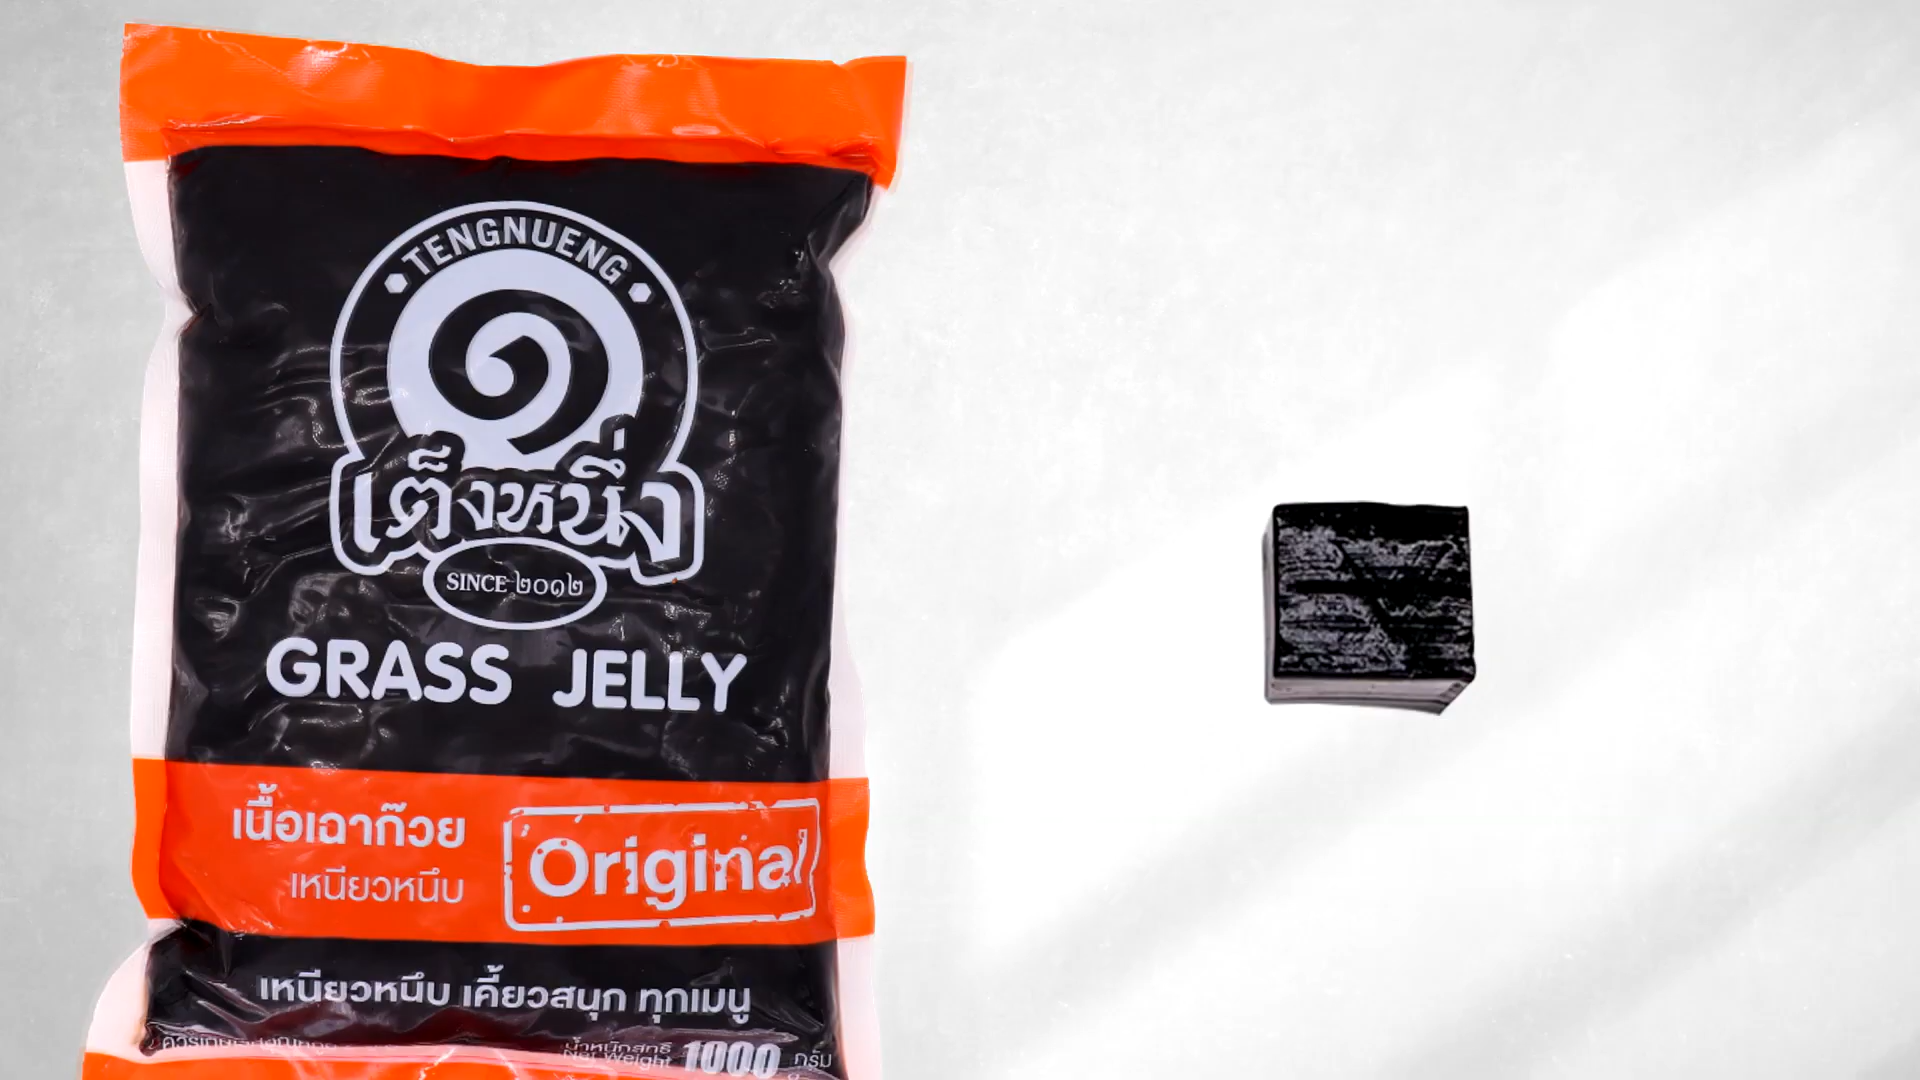 TENGNUENG
เต็งหนึ่ง
SINCE ๒๐๑๒
GRASS JELLY
เนื้อเฉาก๊วย
เหนียวหนึบ
Original
เหนียวหนึบ เคี้ยวสนุก ทุกเมนู
น้ำหนักสุทธิ
Net Weight 1000 กรัม